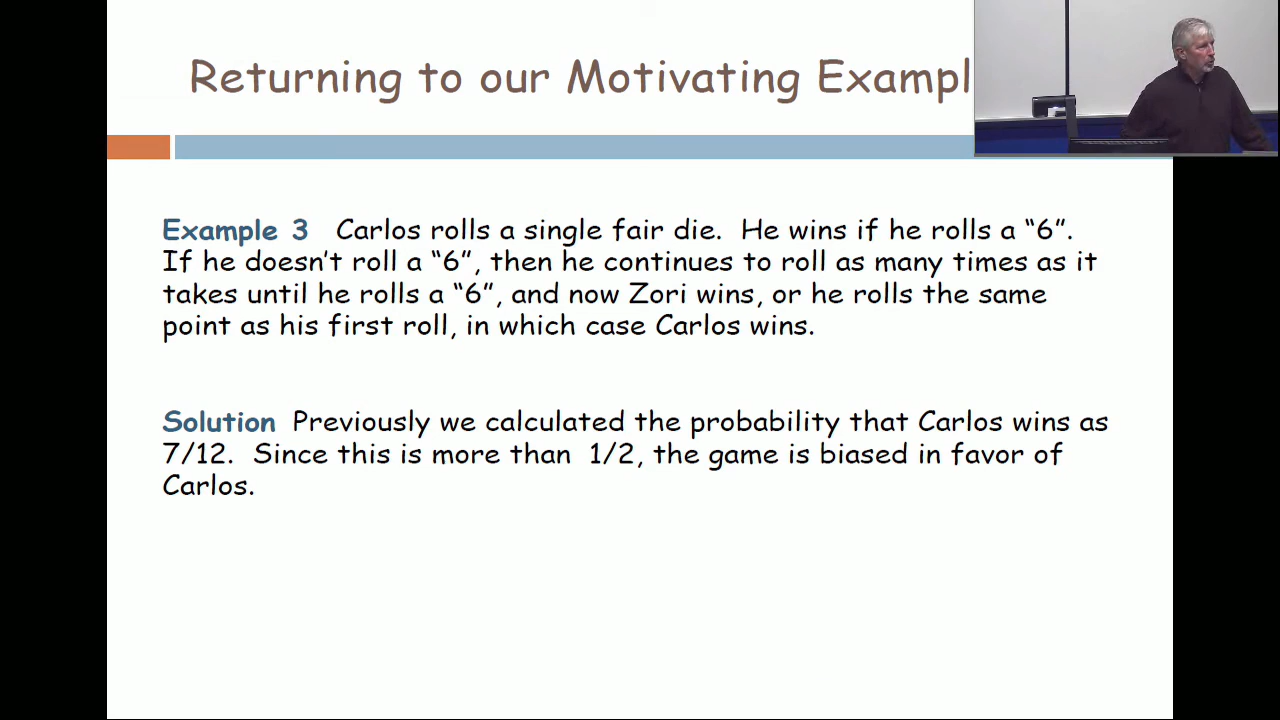 Returning to our Motivating Exampl
Example 3 Carlos rolls a single fair die. He wins if he rolls a “6”.
If he doesn’t roll a “6”, then he continues to roll as many times as it
takes until he rolls a “6”, and now Zori wins, or he rolls the same
point as his first roll, in which case Carlos wins.
Solution Previously we calculated the probability that Carlos wins as
7/12. Since this is more than 1/2, the game is biased in favor of
Carlos.